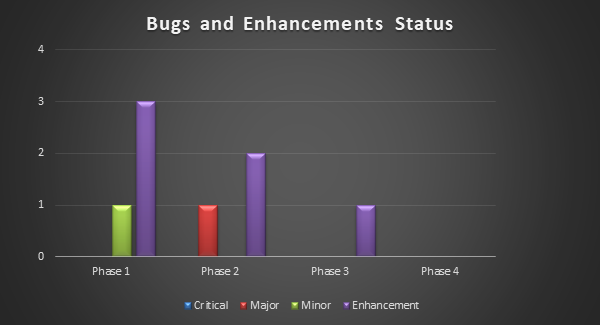 Bugs and Enhancements Status
4
3
2
1
0
Phase 1 Phase 2 Phase 3 Phase 4
Critical Major Minor Enhancement